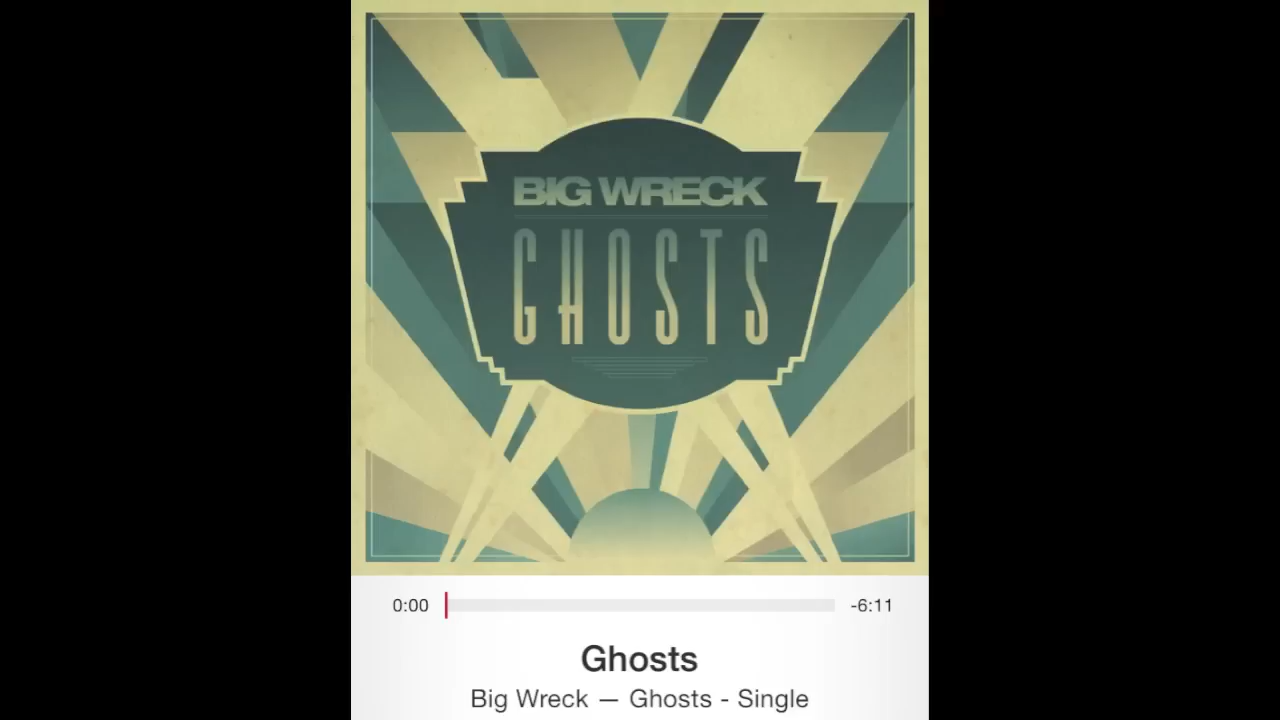 BIG WRECK
GHOSTS
0:00 -6:11
Ghosts
Big Wreck — Ghosts - Single